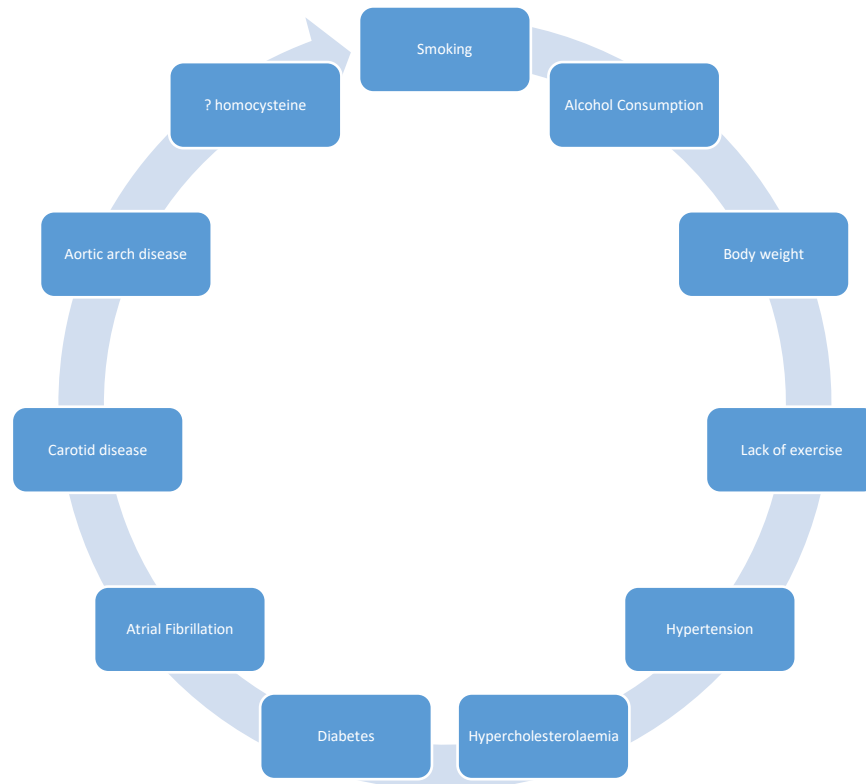 Smoking
Alcohol Consumption
Body weight
Lack of exercise
Hypertension
Hypercholesterolaemia
Diabetes
Atrial Fibrillation
Carotid disease
Aortic arch disease
? homocysteine